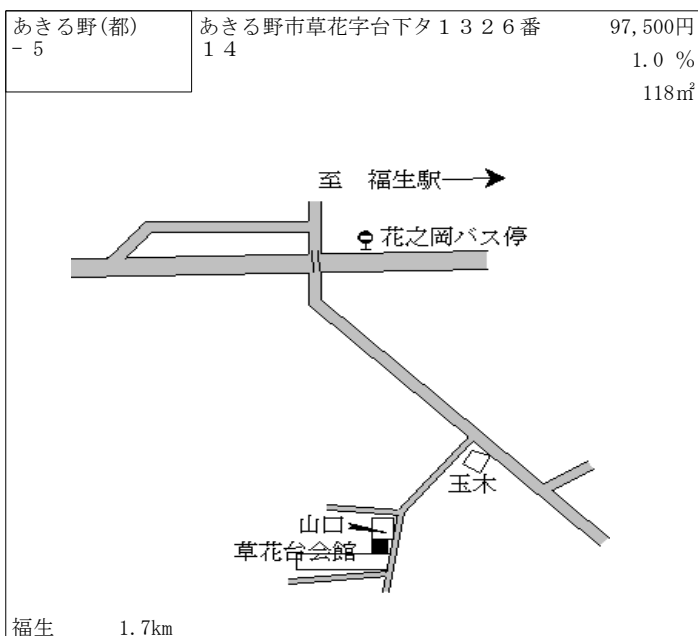 あきる野(都)
- 5
あきる野市草花字台下タ１３２６番
１４
97,500円
1.0 %
118㎡
至　福生駅
花之岡バス停
玉木
山口
草花台会館
福生　　1.7km